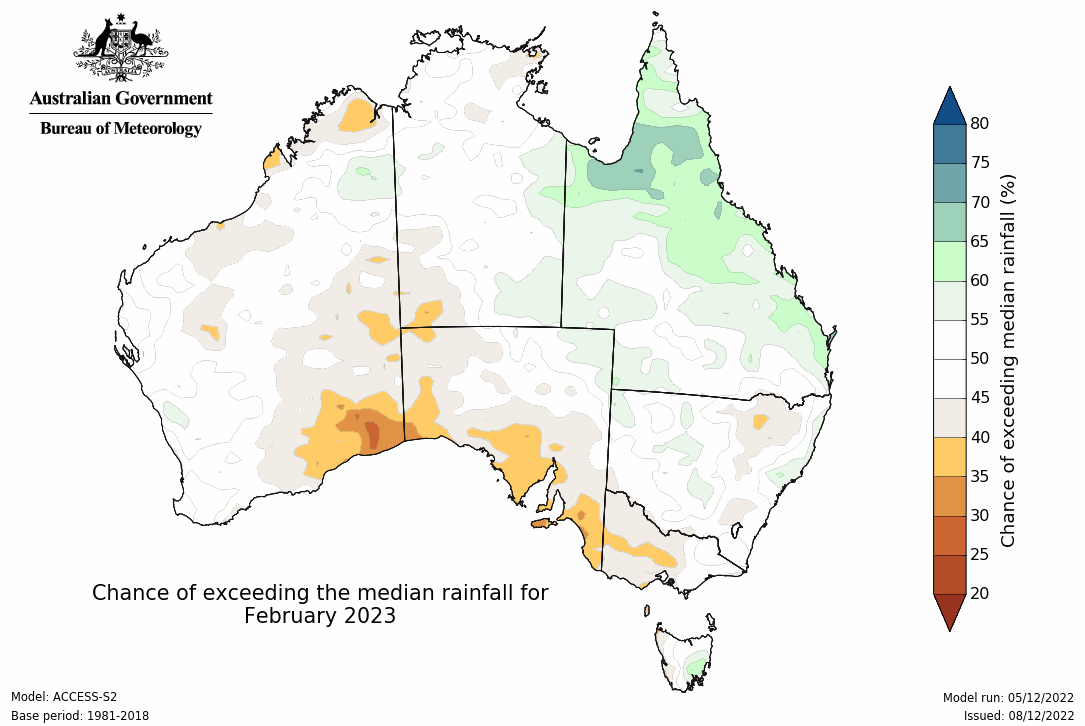 AUSTRALIA
Australian Government
Bureau of Meteorology
80
75
70
65
60
55
50
45
40
35
30
25
20
Chance of exceeding median rainfall (%)
Chance of exceeding the median rainfall for
February 2023
Model: ACCESS-S2
Base period: 1981-2018
Model run: 05/12/2022
Issued: 08/12/2022